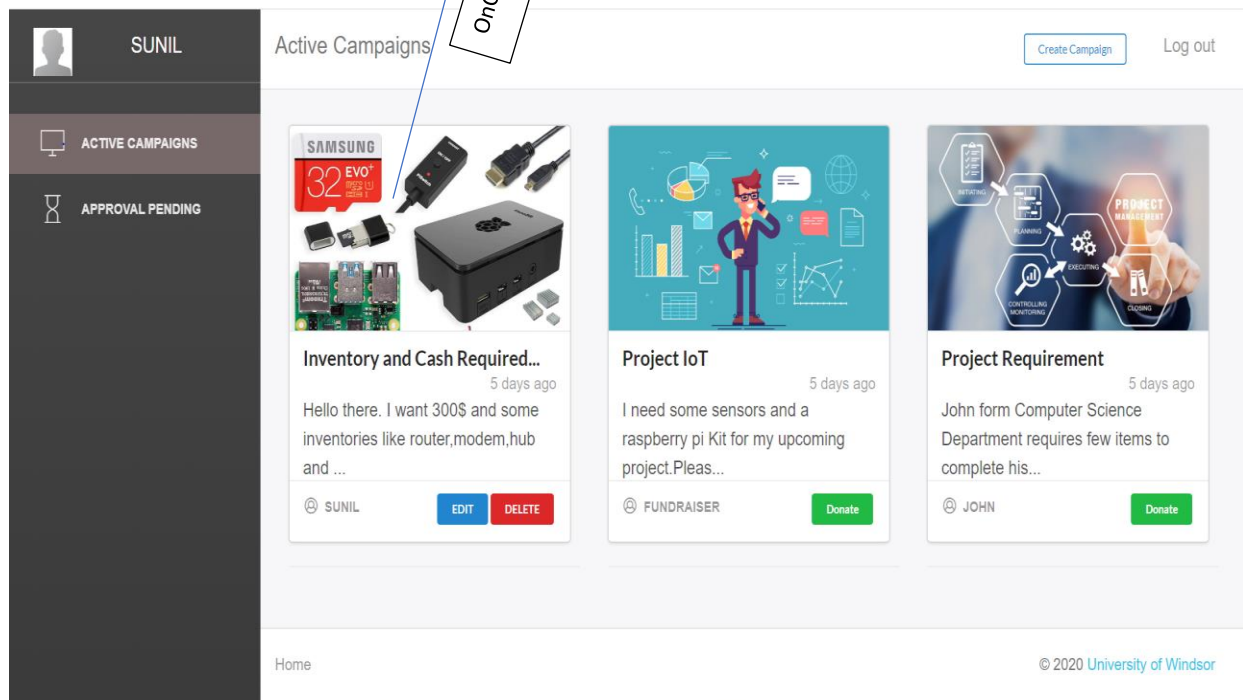 Onc
SUNIL
Active Campaigns
Create Campaign
Log out
ACTIVE CAMPAIGNS
APPROVAL PENDING
SAMSUNG
32 EVO+
INITIATING
PLANNING
PROJECT
MANAGEMENT
EXECUTING
CONTROLLING
MONITORING
CLOSING
Inventory and Cash Required...
5 days ago
Hello there. I want 300$ and some
inventories like router,modem,hub
and ...
SUNIL
EDIT
DELETE
Project IoT
5 days ago
I need some sensors and a
raspberry pi Kit for my upcoming
project.Pleas...
FUNDRAISER
Donate
Project Requirement
5 days ago
John form Computer Science
Department requires few items to
complete his...
JOHN
Donate
Home
© 2020 University of Windsor